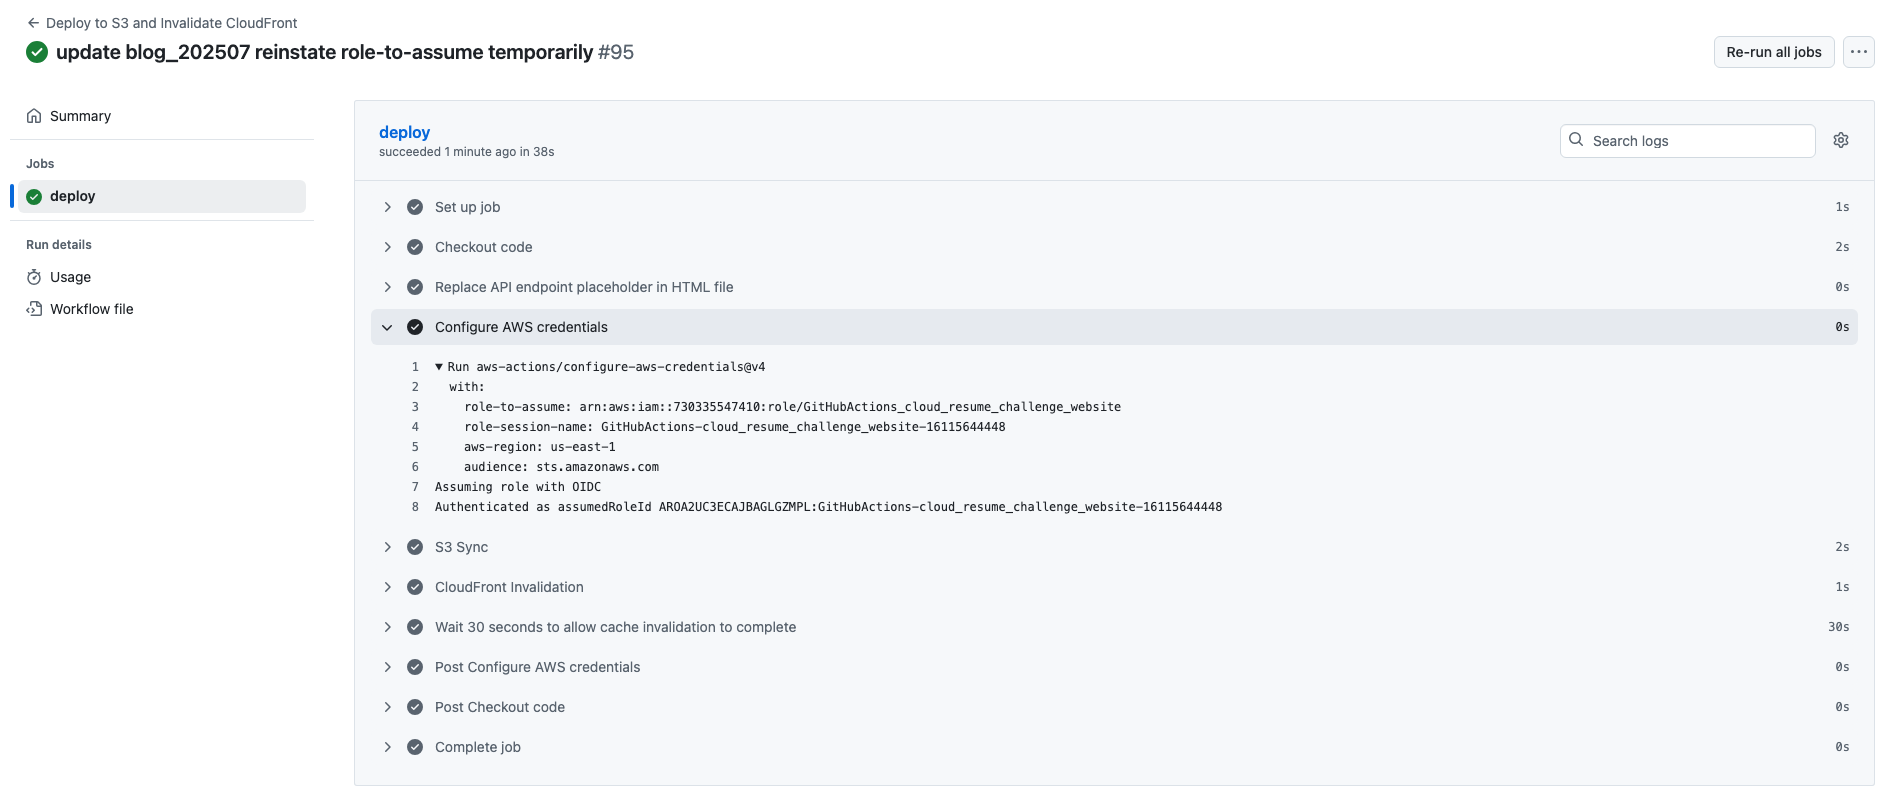 Deploy to S3 and Invalidate CloudFront
update blog_202507 reinstate role-to-assume temporarily #95
Re-run all jobs
Summary
Jobs
deploy
Run details
Usage
Workflow file
deploy
succeeded 1 minute ago in 38s
Search logs
Set up job 1s
Checkout code 2s
Replace API endpoint placeholder in HTML file 0s
Configure AWS credentials 0s
1 ▼ Run aws-actions/configure-aws-credentials@v4
2 with:
3 role-to-assume: arn:aws:iam::730335547410:role/GitHubActions_cloud_resume_challenge_website
4 role-session-name: GitHubActions-cloud_resume_challenge_website-16115644448
5 aws-region: us-east-1
6 audience: sts.amazonaws.com
7 Assuming role with OIDC
8 Authenticated as assumedRoleId AROA2UC3ECAJBAGLGZMPL:GitHubActions-cloud_resume_challenge_website-16115644448
S3 Sync 2s
CloudFront Invalidation 1s
Wait 30 seconds to allow cache invalidation to complete 30s
Post Configure AWS credentials 0s
Post Checkout code 0s
Complete job 0s